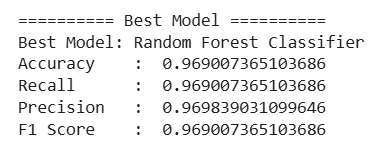 ========== Best Model ==========
Best Model: Random Forest Classifier
Accuracy : 0.969007365103686
Recall : 0.969007365103686
Precision : 0.969839031099646
F1 Score : 0.969007365103686